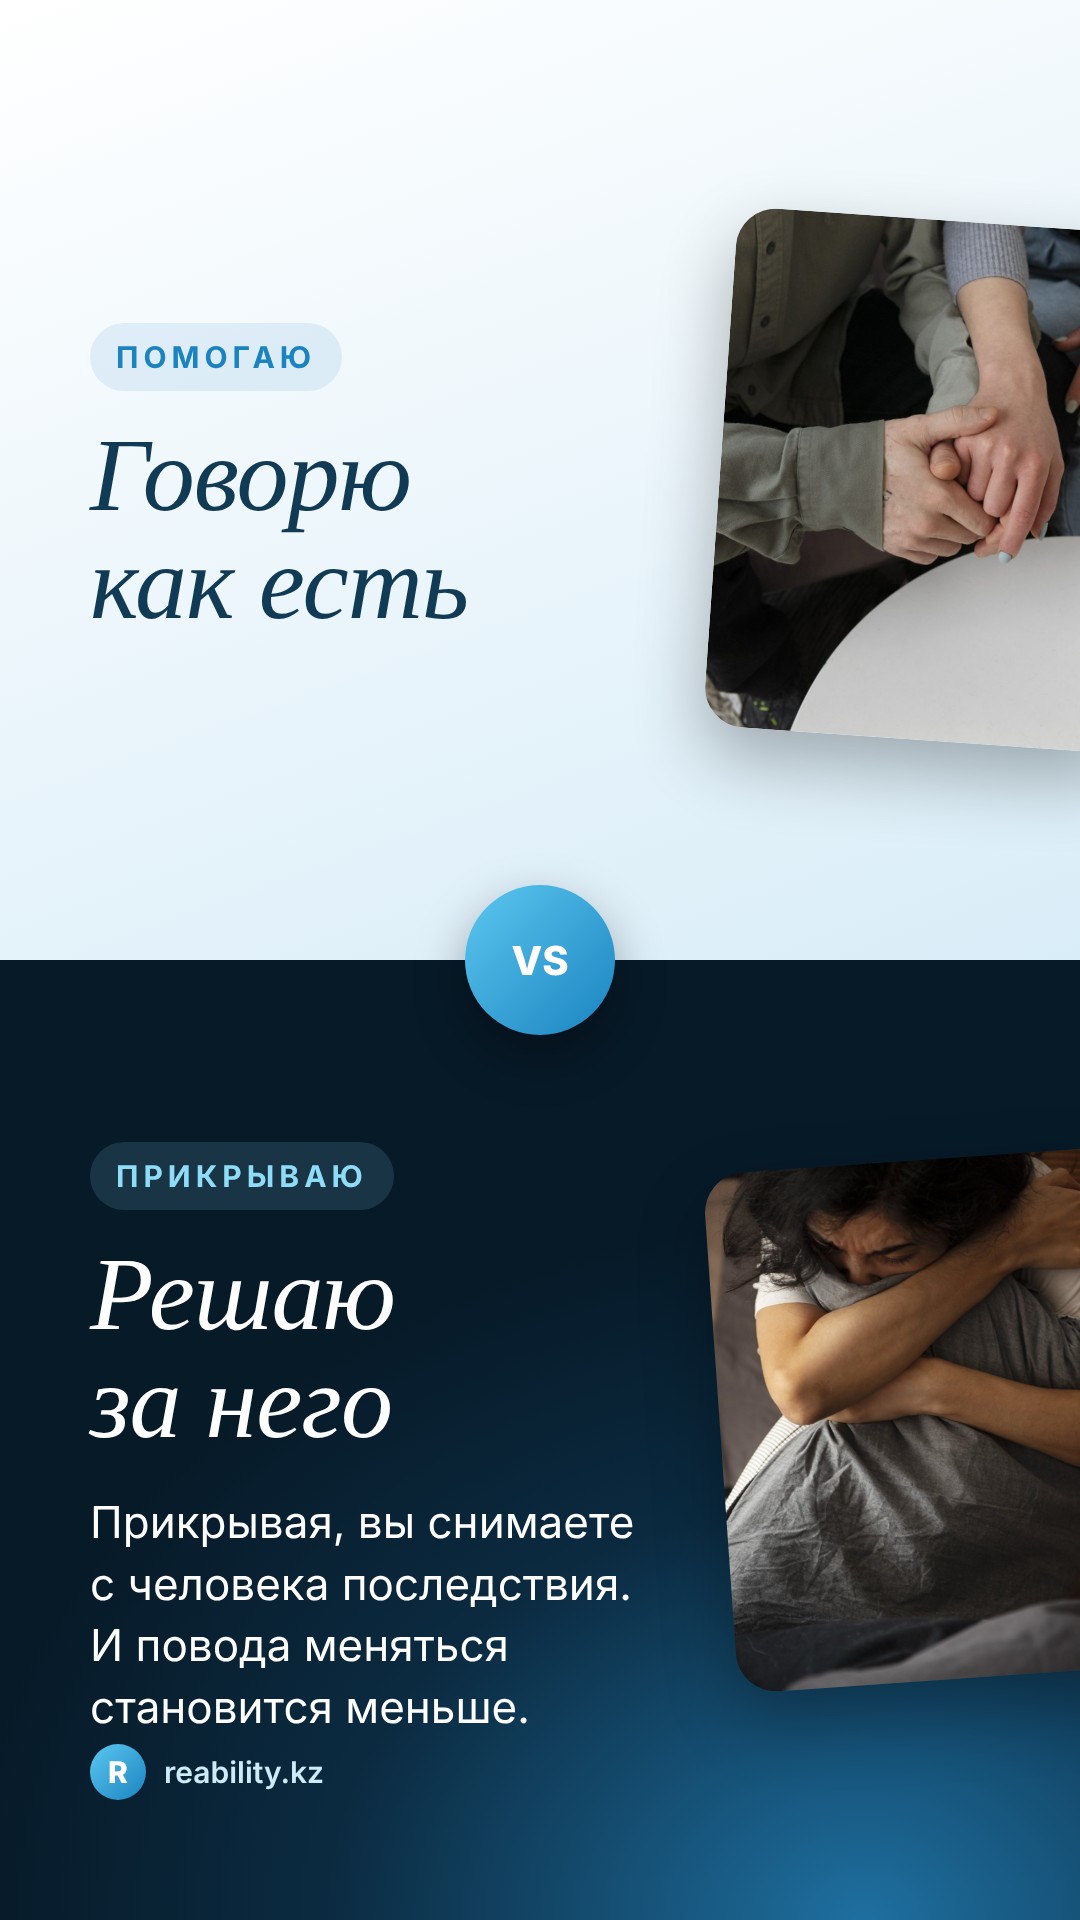 ПОМОГАЮ
Говорю
как есть
VS
ПРИКРЫВАЮ
Решаю
за него
Прикрывая, вы снимаете
с человека последствия.
И повода меняться
становится меньше.
R reability.kz